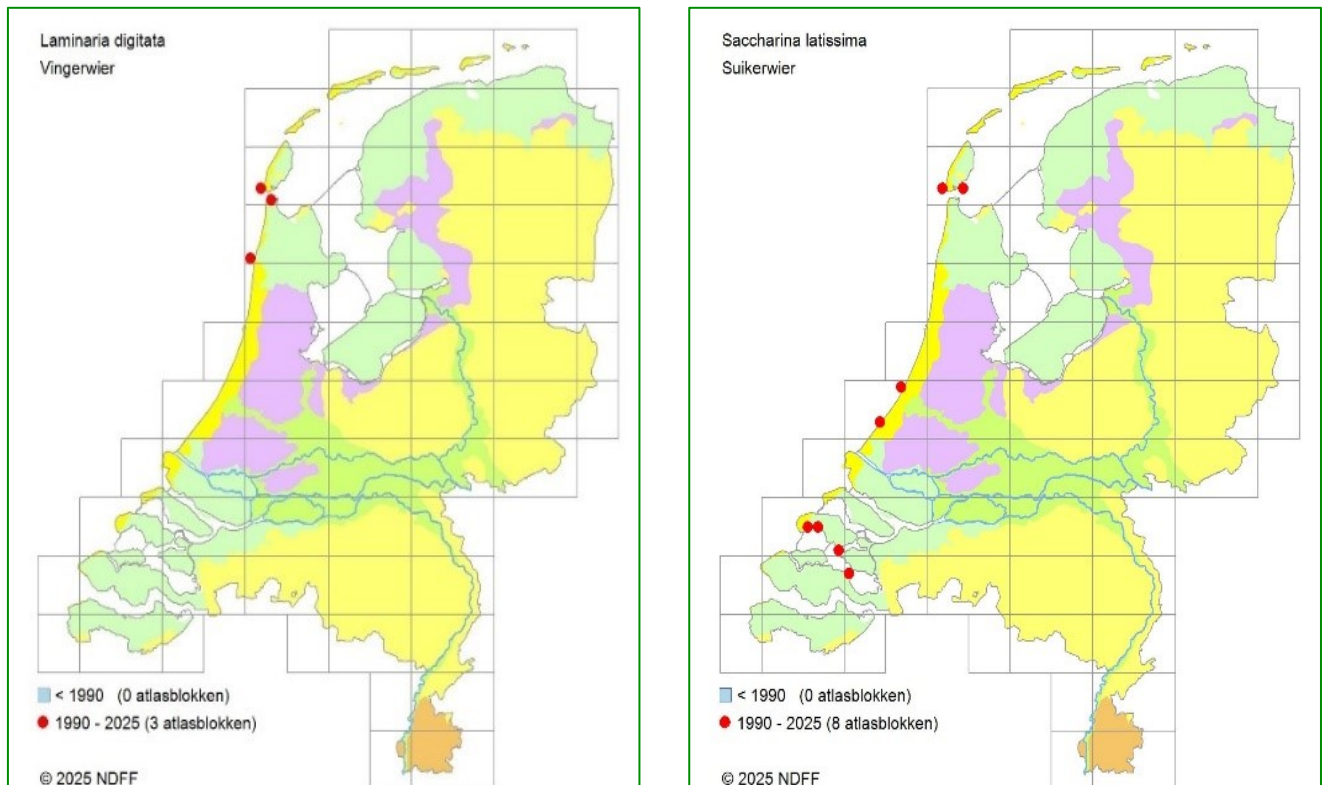 Laminaria digitata
Vingerwier
< 1990 (0 atlasblokken)
1990 - 2025 (3 atlasblokken)
© 2025 NDFF
Saccharina latissima
Suikerwier
< 1990 (0 atlasblokken)
1990 - 2025 (8 atlasblokken)
© 2025 NDFF